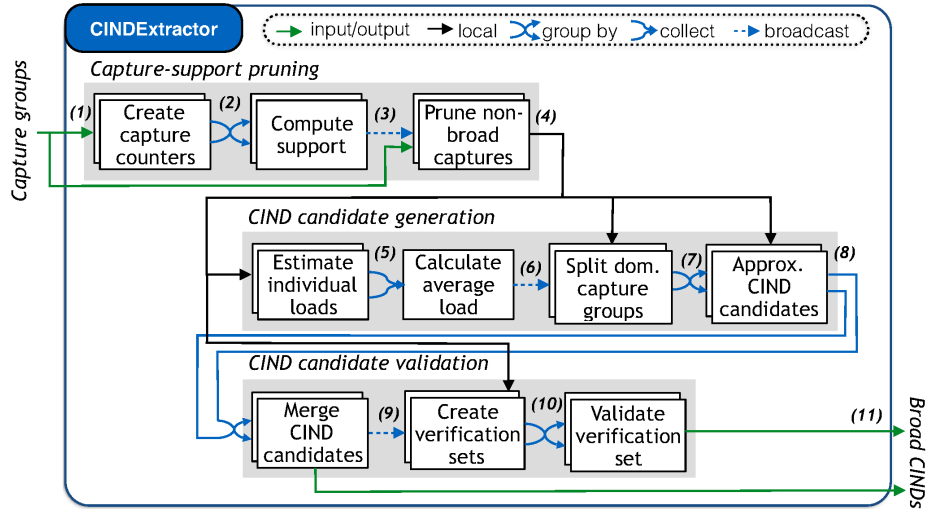 CINDExtractor
input/output
local
group by
collect
broadcast
Capture groups
Capture-support pruning
(1)
Create
capture
counters
(2)
Compute
support
(3)
Prune non-
broad
captures
(4)
CIND candidate generation
Estimate
individual
loads
(5)
Calculate
average
load
(6)
Split dom.
capture
groups
(7)
Approx.
CIND
candidates
(8)
CIND candidate validation
Merge
CIND
candidates
(9)
Create
verification
sets
(10)
Validate
verification
set
(11)
Broad CINDs